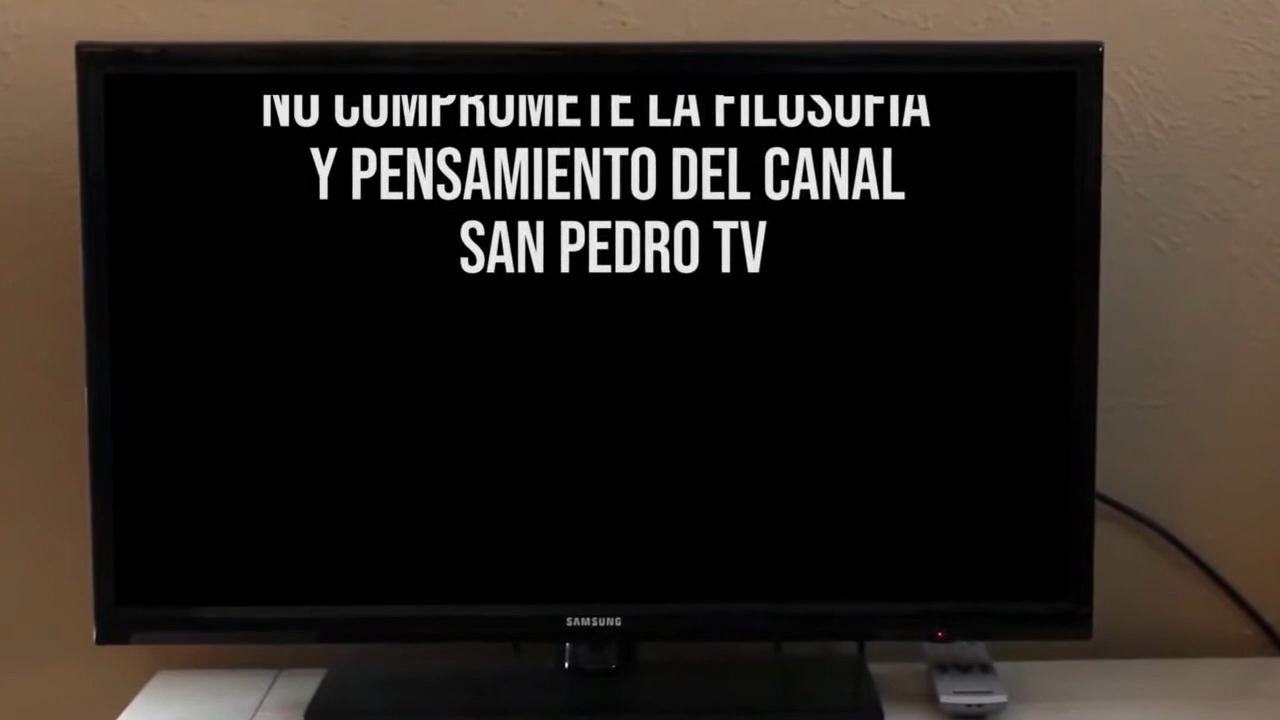 NO COMPROMETE LA FILOSOFIA
Y PENSAMIENTO DEL CANAL
SAN PEDRO TV
SAMSUNG